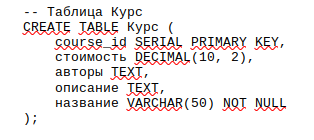 -- Таблица Курс
CREATE TABLE Курс (
    course_id SERIAL PRIMARY KEY,
    стоимость DECIMAL(10, 2),
    авторы TEXT,
    описание TEXT,
    название VARCHAR(50) NOT NULL
);